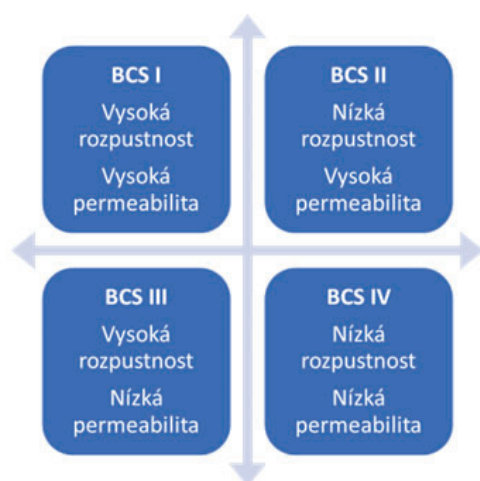 BCS I
Vysoká
rozpustnost
Vysoká
permeabilita
BCS II
Nízká
rozpustnost
Vysoká
permeabilita
BCS III
Vysoká
rozpustnost
Nízká
permeabilita
BCS IV
Nízká
rozpustnost
Nízká
permeabilita